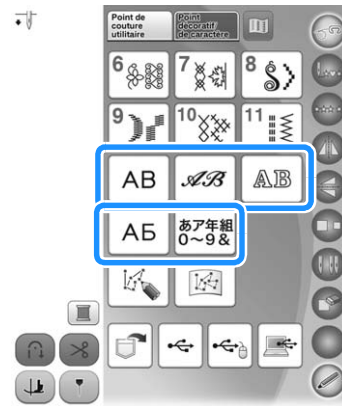 Point de
couture
utilitaire
Point
décoratif/
de caractère
6
7
8
9
10
11
AB
AB
AB
АБ
あア年組
0~9&